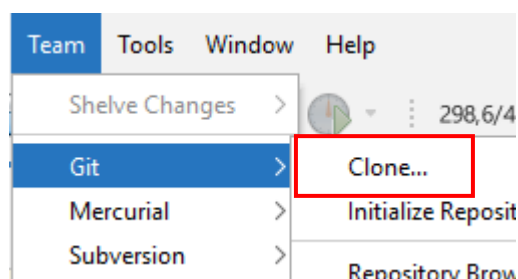 Team Tools Window Help
Shelve Changes
298,6/4
Git
Clone...
Mercurial
Initialize Reposit
Subversion
Repository Brow